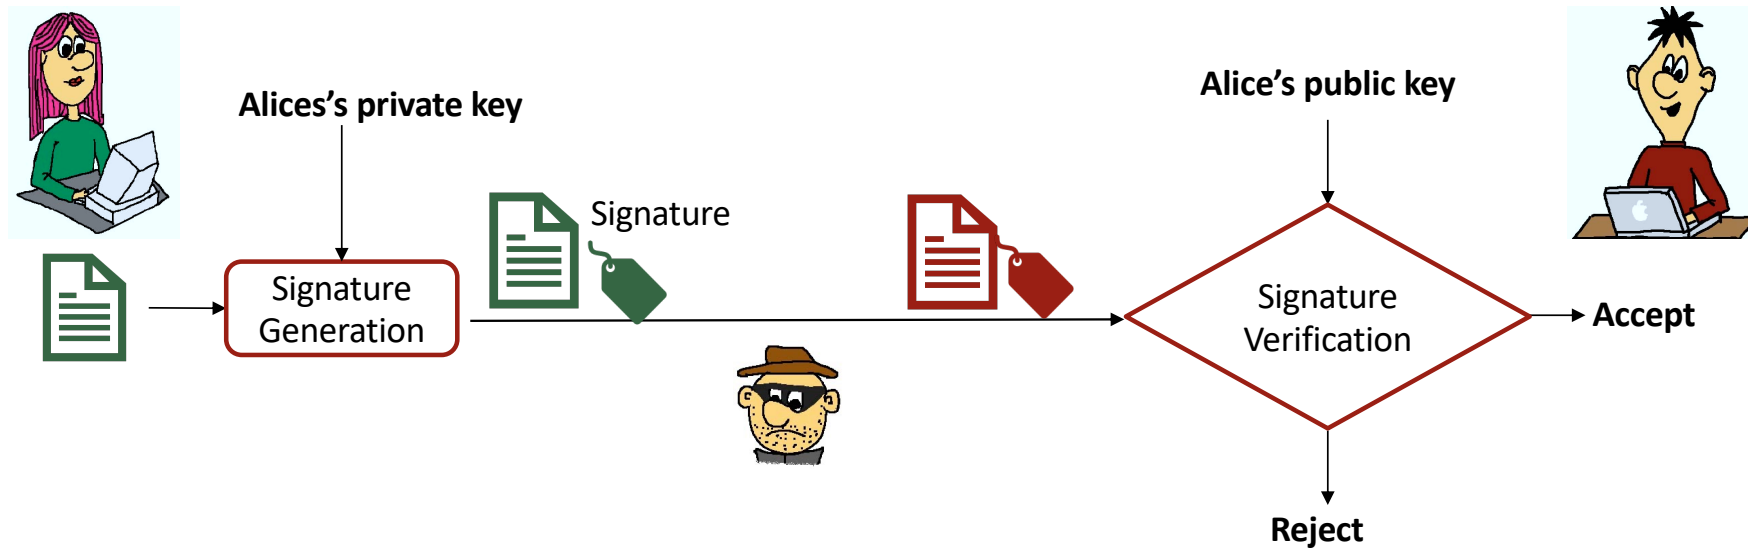 Alices's private key
Alice's public key
Signature
Signature
Generation
Signature
Verification
Accept
Reject